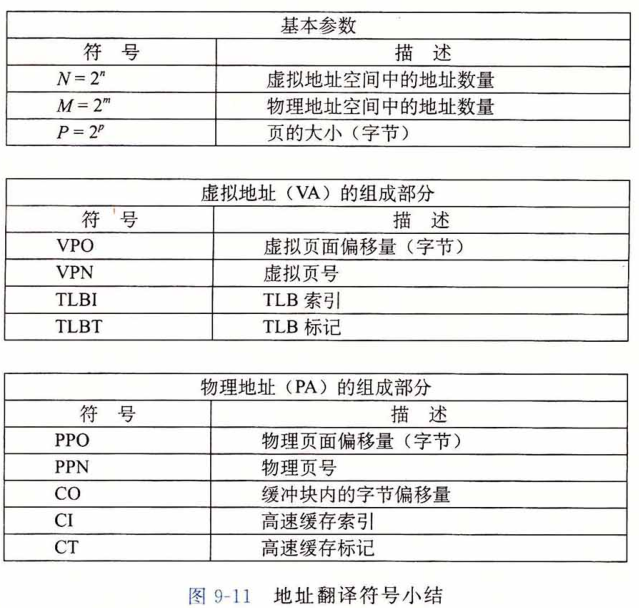 基本参数
符 号 描 述
N = 2ⁿ 虚拟地址空间中的地址数量
M = 2ᵐ 物理地址空间中的地址数量
P = 2ᵖ 页的大小（字节）
虚拟地址（VA）的组成部分
符 号 描 述
VPO 虚拟页面偏移量（字节）
VPN 虚拟页号
TLBI TLB 索引
TLBT TLB 标记
物理地址（PA）的组成部分
符 号 描 述
PPO 物理页面偏移量（字节）
PPN 物理页号
CO 缓冲块内的字节偏移量
CI 高速缓存索引
CT 高速缓存标记
图 9-11 地址翻译符号小结